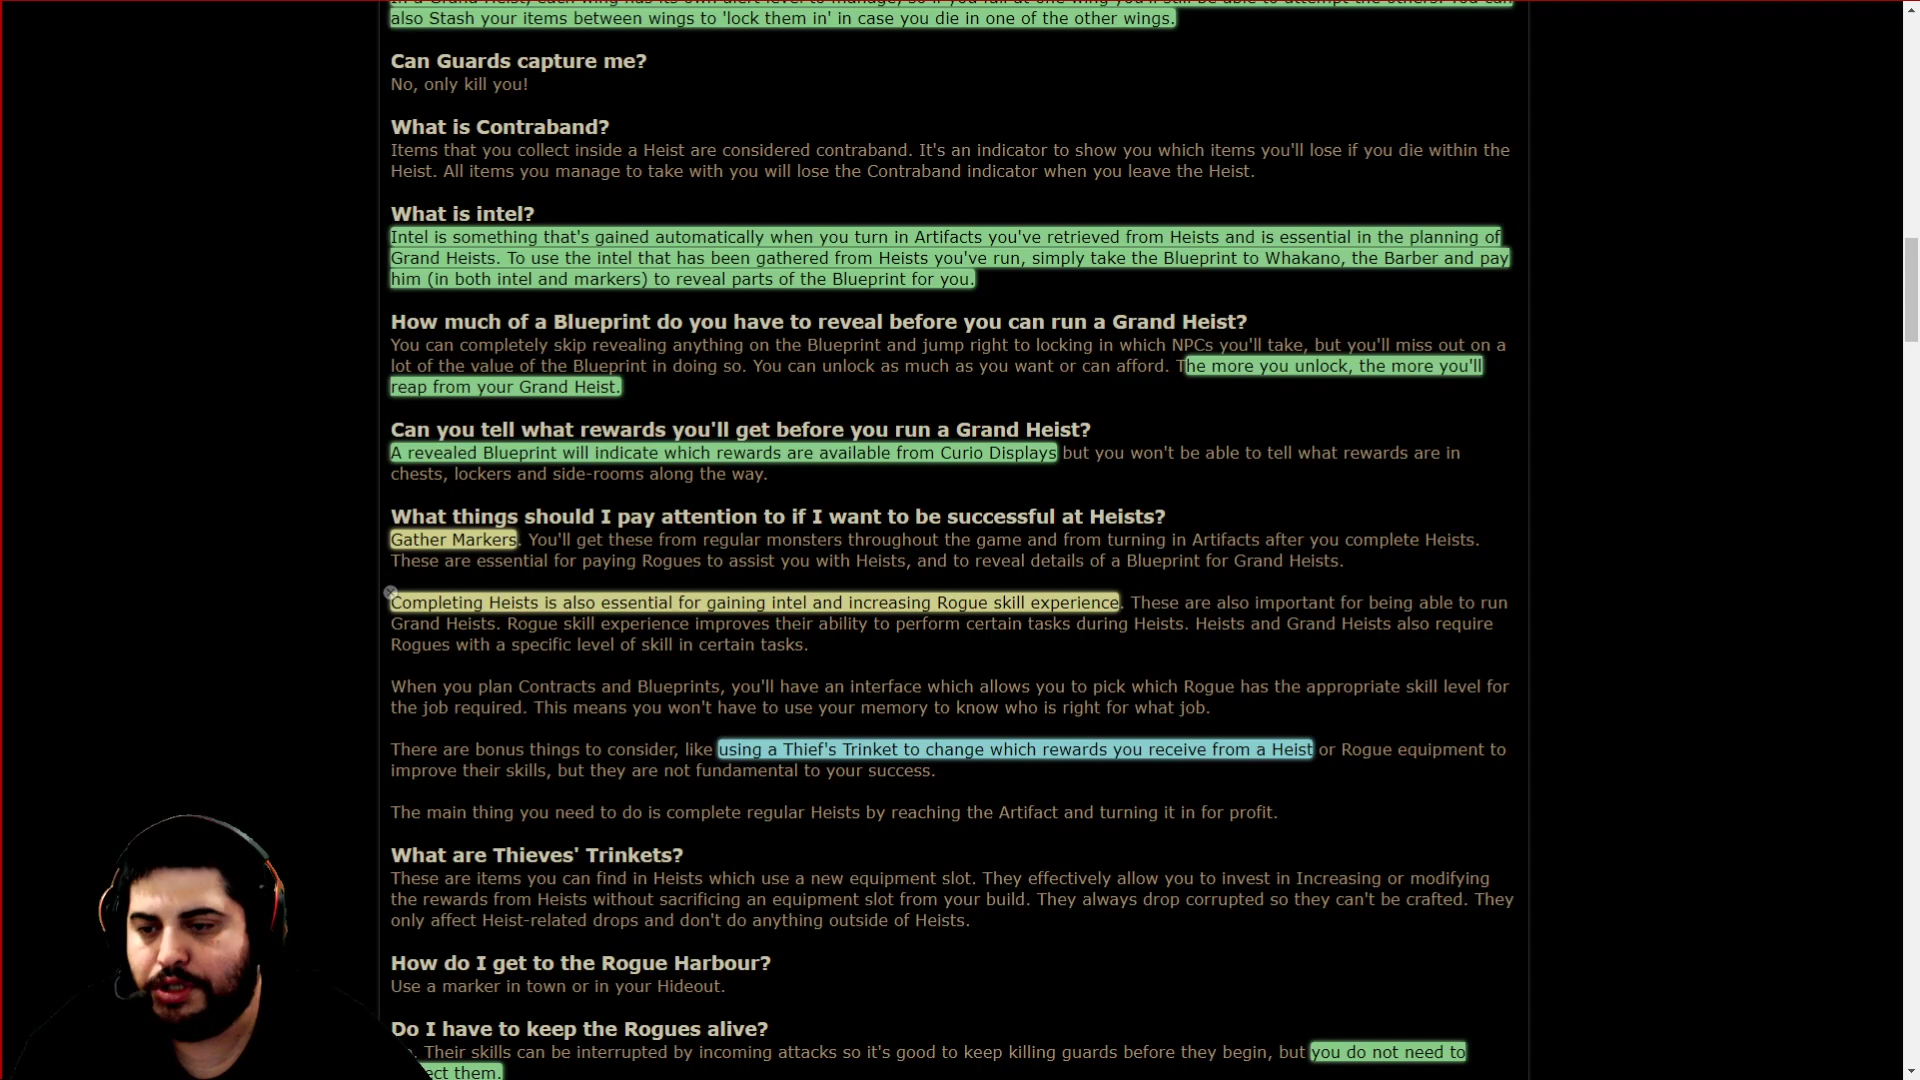 also Stash your items between wings to 'lock them in' in case you die in one of the other wings.
Can Guards capture me?
No, only kill you!
What is Contraband?
Items that you collect inside a Heist are considered contraband. It's an indicator to show you which items you'll lose if you die within the
Heist. All items you manage to take with you will lose the Contraband indicator when you leave the Heist.
What is intel?
Intel is something that's gained automatically when you turn in Artifacts you've retrieved from Heists and is essential in the planning of
Grand Heists. To use the intel that has been gathered from Heists you've run, simply take the Blueprint to Whakano, the Barber and pay
him (in both intel and markers) to reveal parts of the Blueprint for you.
How much of a Blueprint do you have to reveal before you can run a Grand Heist?
You can completely skip revealing anything on the Blueprint and jump right to locking in which NPCs you'll take, but you'll miss out on a
lot of the value of the Blueprint in doing so. You can unlock as much as you want or can afford. The more you unlock, the more you'll
reap from your Grand Heist.
Can you tell what rewards you'll get before you run a Grand Heist?
A revealed Blueprint will indicate which rewards are available from Curio Displays but you won't be able to tell what rewards are in
chests, lockers and side-rooms along the way.
What things should I pay attention to if I want to be successful at Heists?
Gather Markers. You'll get these from regular monsters throughout the game and from turning in Artifacts after you complete Heists.
These are essential for paying Rogues to assist you with Heists, and to reveal details of a Blueprint for Grand Heists.
Completing Heists is also essential for gaining intel and increasing Rogue skill experience. These are also important for being able to run
Grand Heists. Rogue skill experience improves their ability to perform certain tasks during Heists. Heists and Grand Heists also require
Rogues with a specific level of skill in certain tasks.
When you plan Contracts and Blueprints, you'll have an interface which allows you to pick which Rogue has the appropriate skill level for
the job required. This means you won't have to use your memory to know who is right for what job.
There are bonus things to consider, like using a Thief's Trinket to change which rewards you receive from a Heist or Rogue equipment to
improve their skills, but they are not fundamental to your success.
The main thing you need to do is complete regular Heists by reaching the Artifact and turning it in for profit.
What are Thieves' Trinkets?
These are items you can find in Heists which use a new equipment slot. They effectively allow you to invest in Increasing or modifying
the rewards from Heists without sacrificing an equipment slot from your build. They always drop corrupted so they can't be crafted. They
only affect Heist-related drops and don't do anything outside of Heists.
How do I get to the Rogue Harbour?
Use a marker in town or in your Hideout.
Do I have to keep the Rogues alive?
Their skills can be interrupted by incoming attacks so it's good to keep killing guards before they begin, but you do not need to
them.